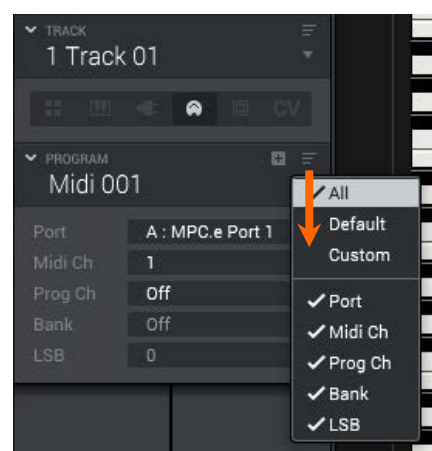 TRACK
1 Track 01
CV
PROGRAM
Midi 001
Port A : MPC.e Port 1
Midi Ch 1
Prog Ch Off
Bank Off
LSB 0
All
Default
Custom
Port
Midi Ch
Prog Ch
Bank
LSB